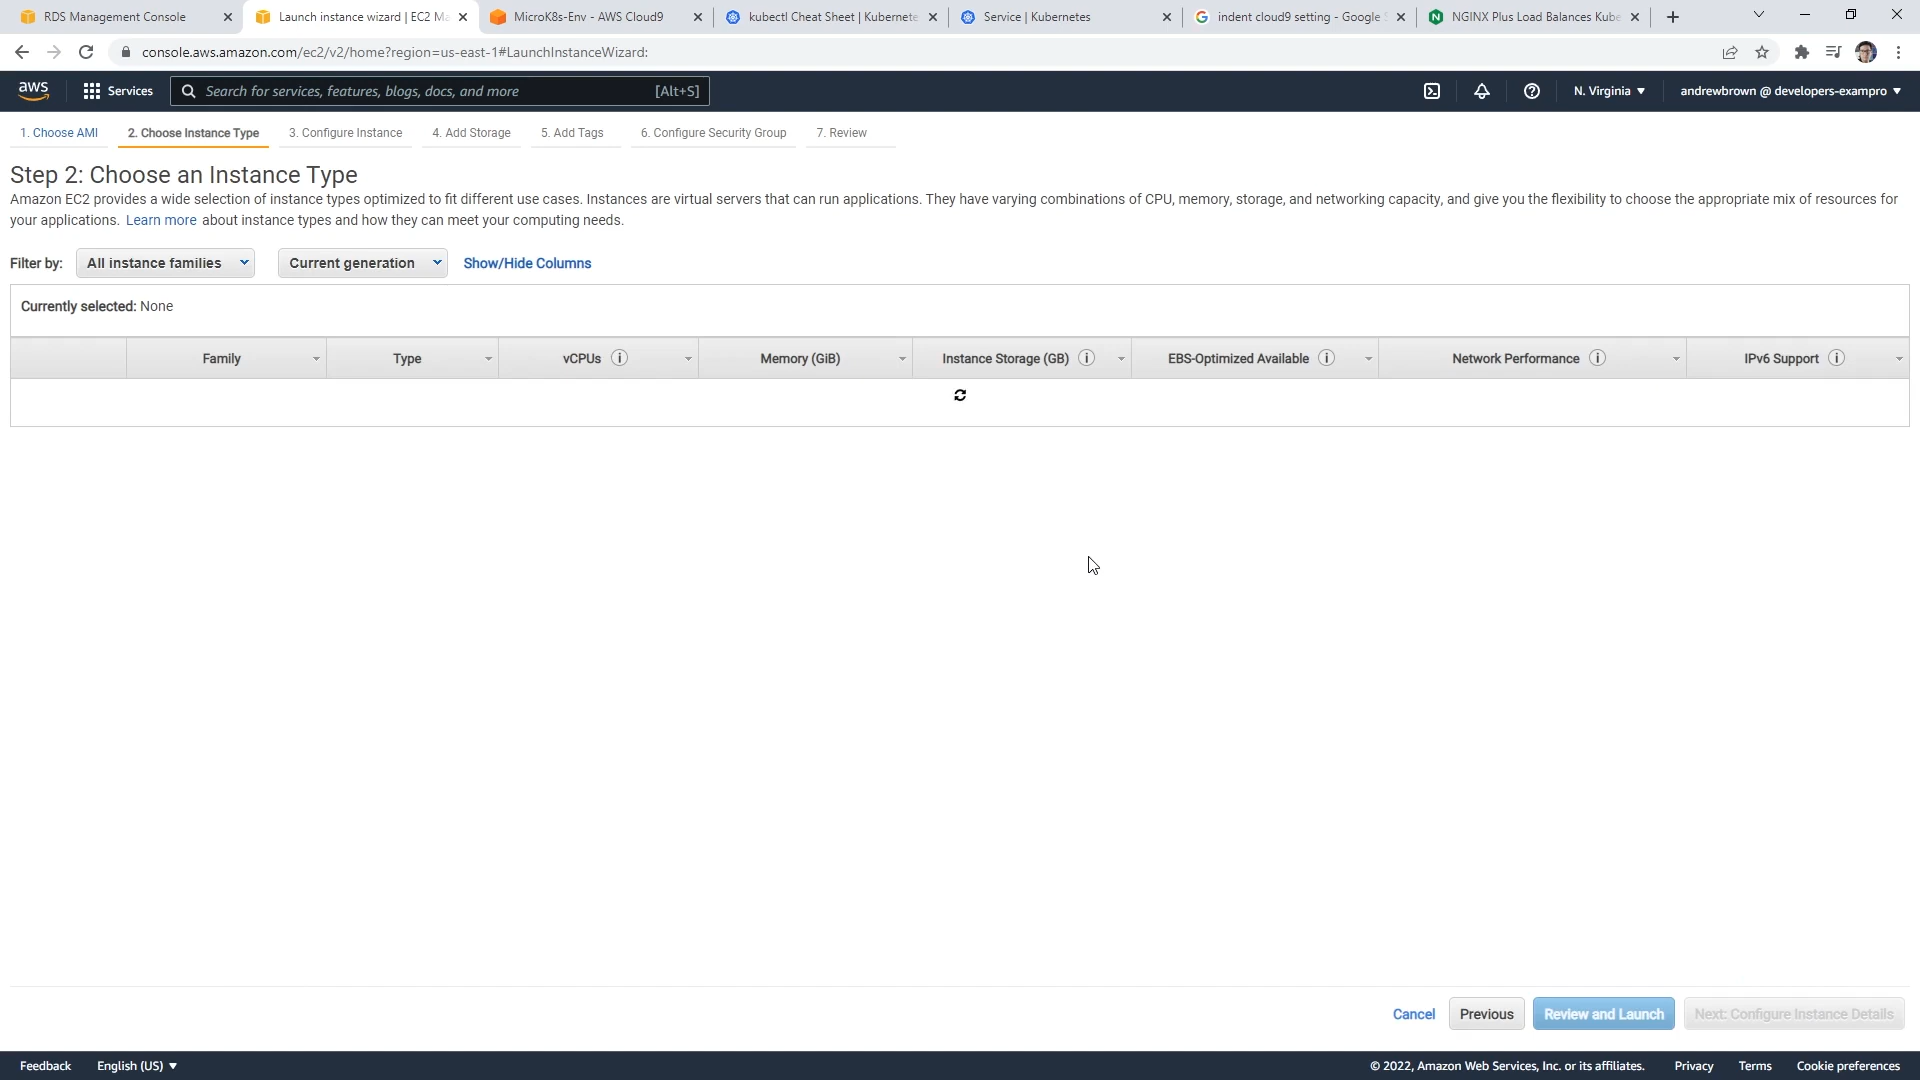 RDS Management Console
Launch instance wizard | EC2 Ma
MicroK8s-Env - AWS Cloud9
kubectl Cheat Sheet | Kubernete
Service | Kubernetes
indent cloud9 setting - Google S
NGINX Plus Load Balances Kube
console.aws.amazon.com/ec2/v2/home?region=us-east-1#LaunchInstanceWizard:
aws
Services
Search for services, features, blogs, docs, and more
[Alt+S]
N. Virginia
andrewbrown @ developers-exampro
1. Choose AMI
2. Choose Instance Type
3. Configure Instance
4. Add Storage
5. Add Tags
6. Configure Security Group
7. Review
Step 2: Choose an Instance Type
Amazon EC2 provides a wide selection of instance types optimized to fit different use cases. Instances are virtual servers that can run applications. They have varying combinations of CPU, memory, storage, and networking capacity, and give you the flexibility to choose the appropriate mix of resources for
your applications. Learn more about instance types and how they can meet your computing needs.
Filter by:
All instance families
Current generation
Show/Hide Columns
Currently selected: None
Family
Type
vCPUs
Memory (GiB)
Instance Storage (GB)
EBS-Optimized Available
Network Performance
IPv6 Support
Cancel
Previous
Review and Launch
Next: Configure Instance Details
Feedback
English (US)
© 2022, Amazon Web Services, Inc. or its affiliates.
Privacy
Terms
Cookie preferences